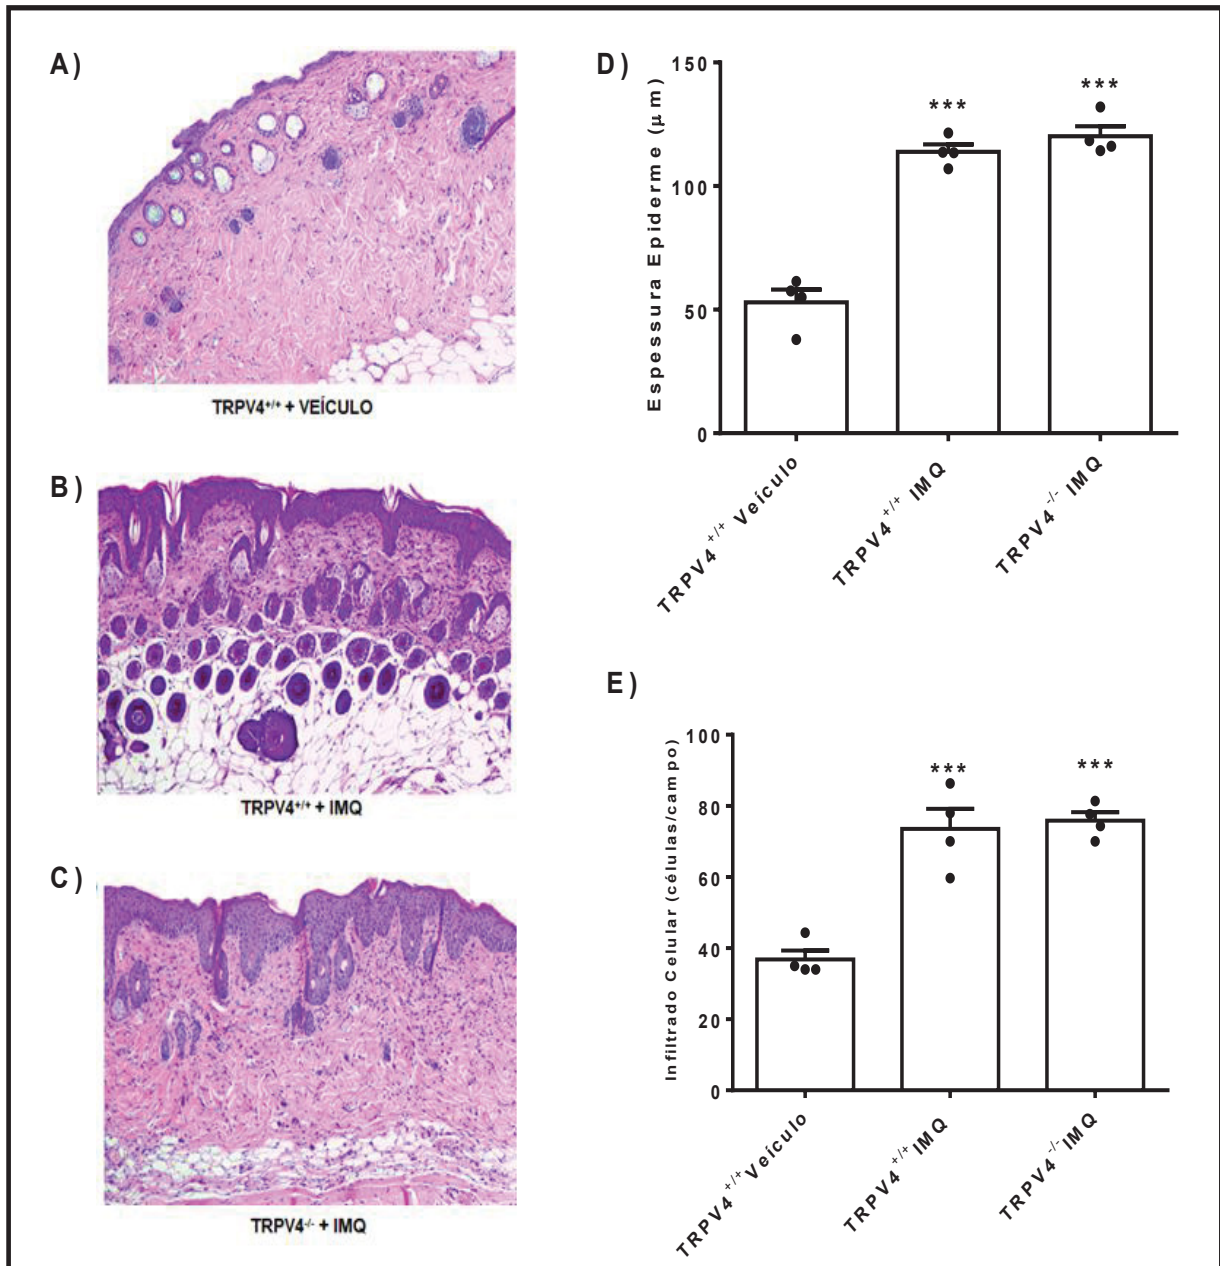 A)
TRPV4+/+ + VEÍCULO
B)
TRPV4+/+ + IMQ
C)
TRPV4-/- + IMQ
D)
Espessura Epiderme (μm)
150
100
50
0
***
***
TRPV4+/+ Veículo
TRPV4+/+ IMQ
TRPV4-/- IMQ
E)
Infiltrado Celular (células/campo)
100
80
60
40
20
0
***
***
TRPV4+/+ Veículo
TRPV4+/+ IMQ
TRPV4-/- IMQ